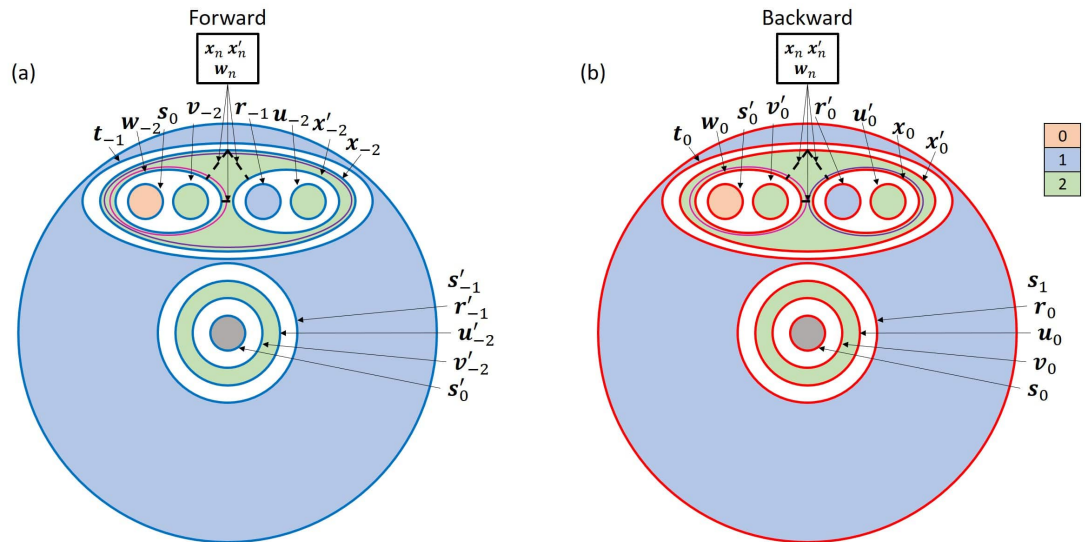 Forward
x_n x'_n
w_n
(a)
t_{-1} w_{-2} s_0 v_{-2} r_{-1} u_{-2} x'_{-2} x_{-2}
s'_{-1}
r'_{-1}
u'_{-2}
v'_{-2}
s'_0
Backward
x_n x'_n
w_n
(b)
t_0 w_0 s'_0 v'_0 r'_0 u'_0 x_0 x'_0
s_1
r_0
u_0
v_0
s_0
0
1
2